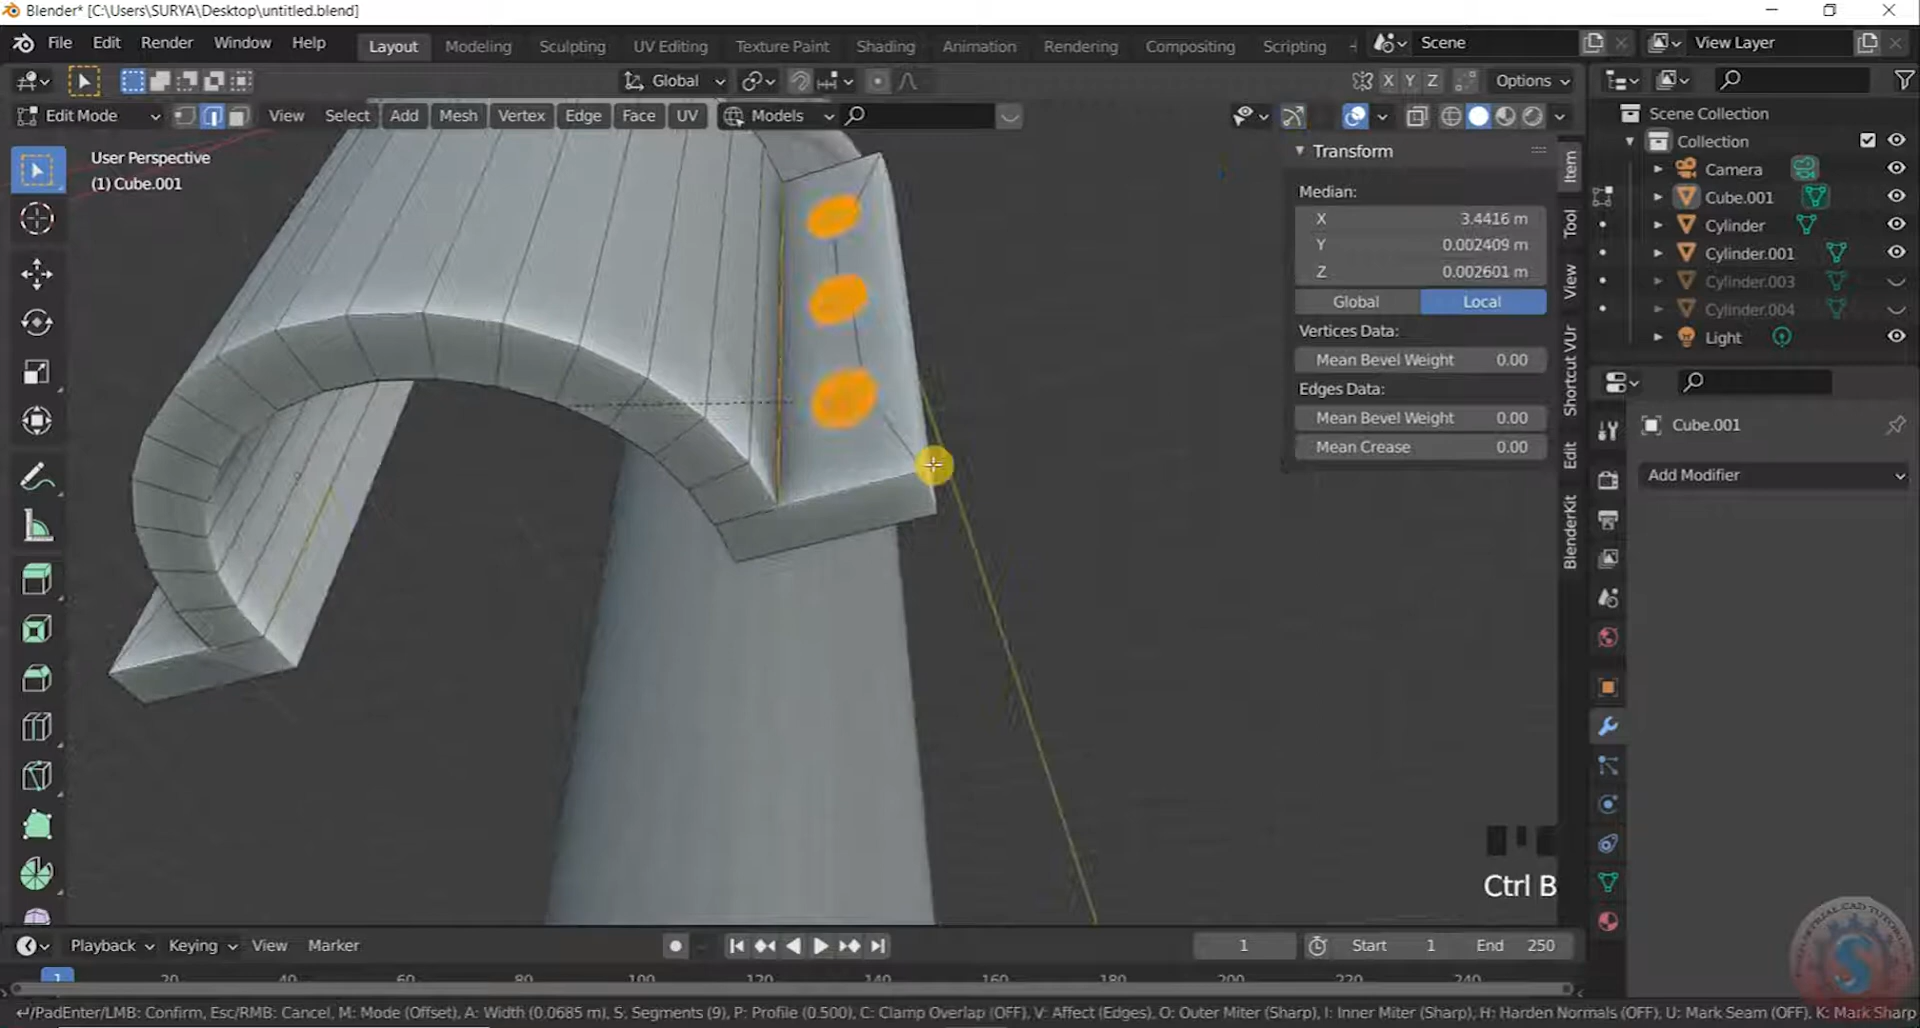 Blender* [C:\Users\SURYA\Desktop\untitled.blend]
File Edit Render Window Help Layout Modeling Sculpting UV Editing Texture Paint Shading Animation Rendering Compositing Scripting Scene View Layer
Global X Y Z Options
Edit Mode View Select Add Mesh Vertex Edge Face UV Models
User Perspective
(1) Cube.001
Transform
Median:
X 3.4416 m
Y 0.002409 m
Z 0.002601 m
Global Local
Vertices Data:
Mean Bevel Weight 0.00
Edges Data:
Mean Bevel Weight 0.00
Mean Crease 0.00
Item
Tool
View
Shortcut VUr
Edit
BlenderKit
Scene Collection
Collection
Camera
Cube.001
Cylinder
Cylinder.001
Cylinder.003
Cylinder.004
Light
Cube.001
Add Modifier
Ctrl B
Playback Keying View Marker 1 Start 1 End 250
1 20 40 60 80 100 120 140 160 180 200 220 240
/PadEnter/LMB: Confirm, Esc/RMB: Cancel, M: Mode (Offset), A: Width (0.0685 m), S: Segments (9), P: Profile (0.500), C: Clamp Overlap (OFF), V: Affect (Edges), O: Outer Miter (Sharp), I: Inner Miter (Sharp), H: Harden Normals (OFF), U: Mark Seam (OFF), K: Mark Sharp